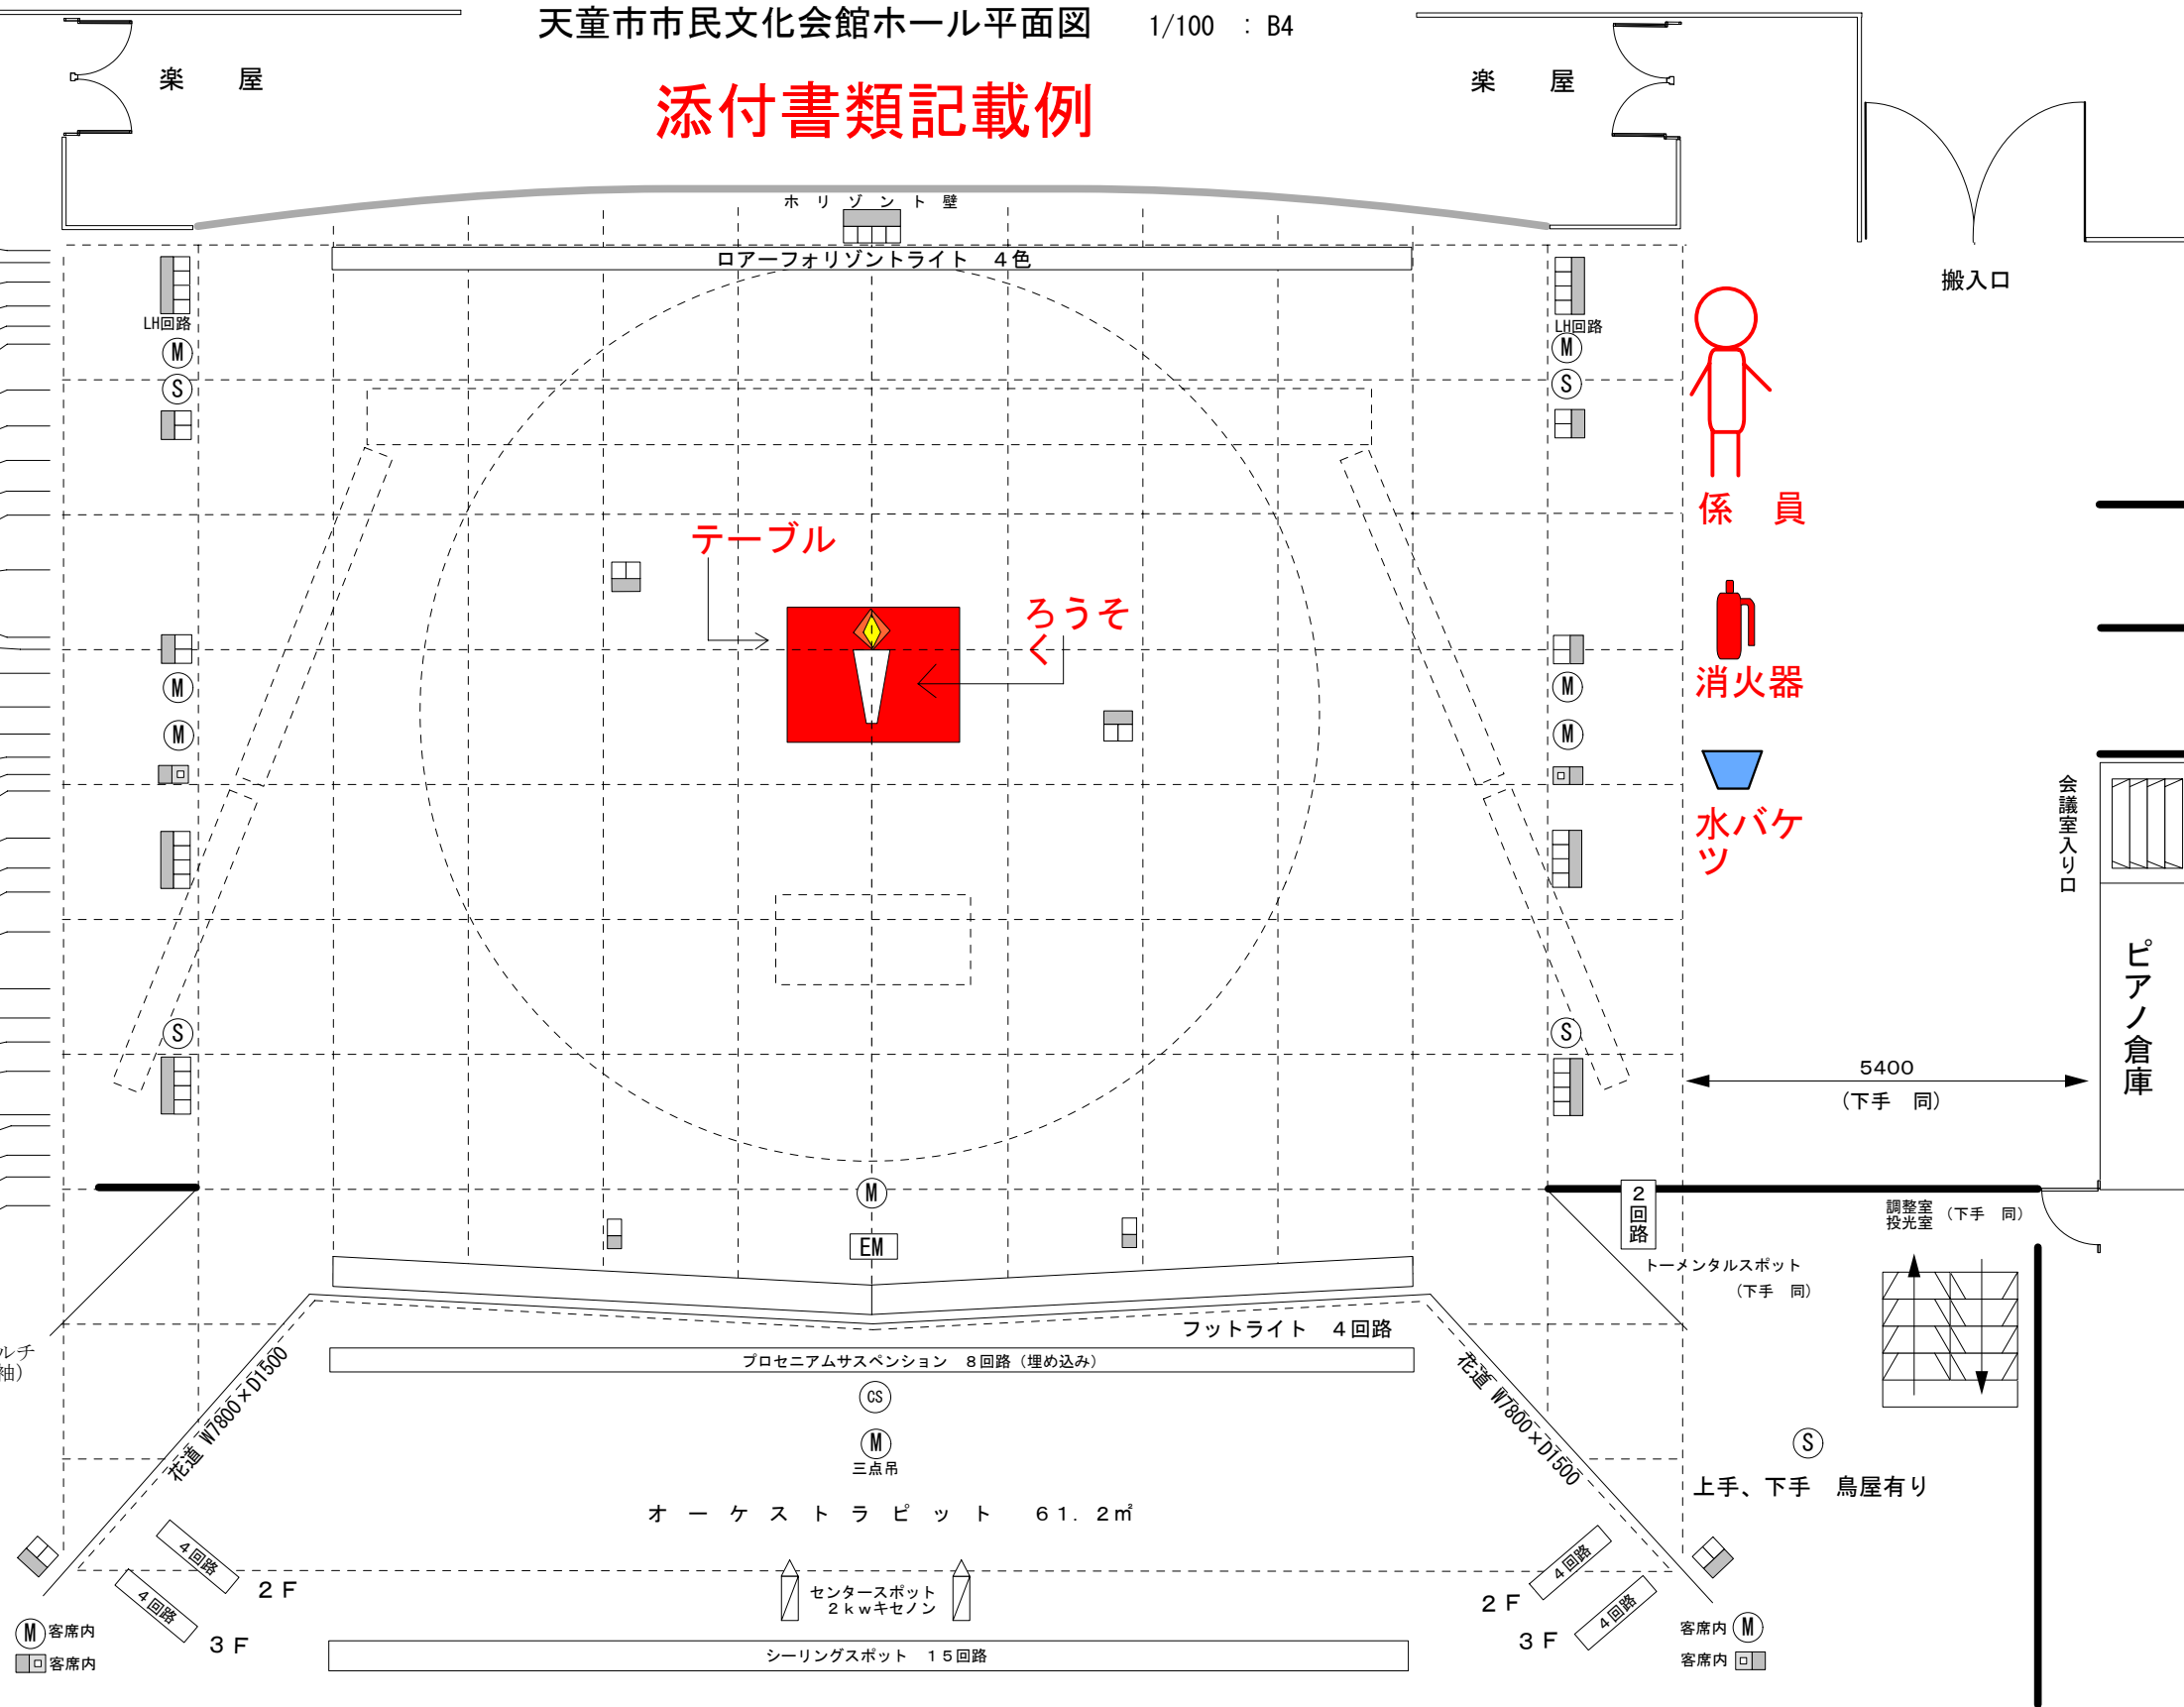 天童市市民文化会館ホール平面図 1/100 : B4
添付書類記載例
楽 屋
楽 屋
ホリゾント壁
ロアーフォリゾントライト 4色
搬入口
LH回路
LH回路
M
M
S
S
係 員
テーブル
ろうそ
く
消火器
M
M
M
M
水バケ
ツ
会議室入り口
ピアノ倉庫
S
S
5400
(下手 同)
M
EM
2回路
調整室
投光室 (下手 同)
トーメンタルスポット
(下手 同)
フットライト 4回路
ルチ
袖)
プロセニアムサスペンション 8回路(埋め込み)
花道 W7800×D1500
花道 W7800×D1500
CS
M
三点吊
S
上手、下手 鳥屋有り
オーケストラピット 61.2㎡
4回路
2F
4回路
3F
センタースポット
2kwキセノン
4回路
2F
4回路
3F
M 客席内
客席内
客席内 M
客席内
シーリングスポット 15回路